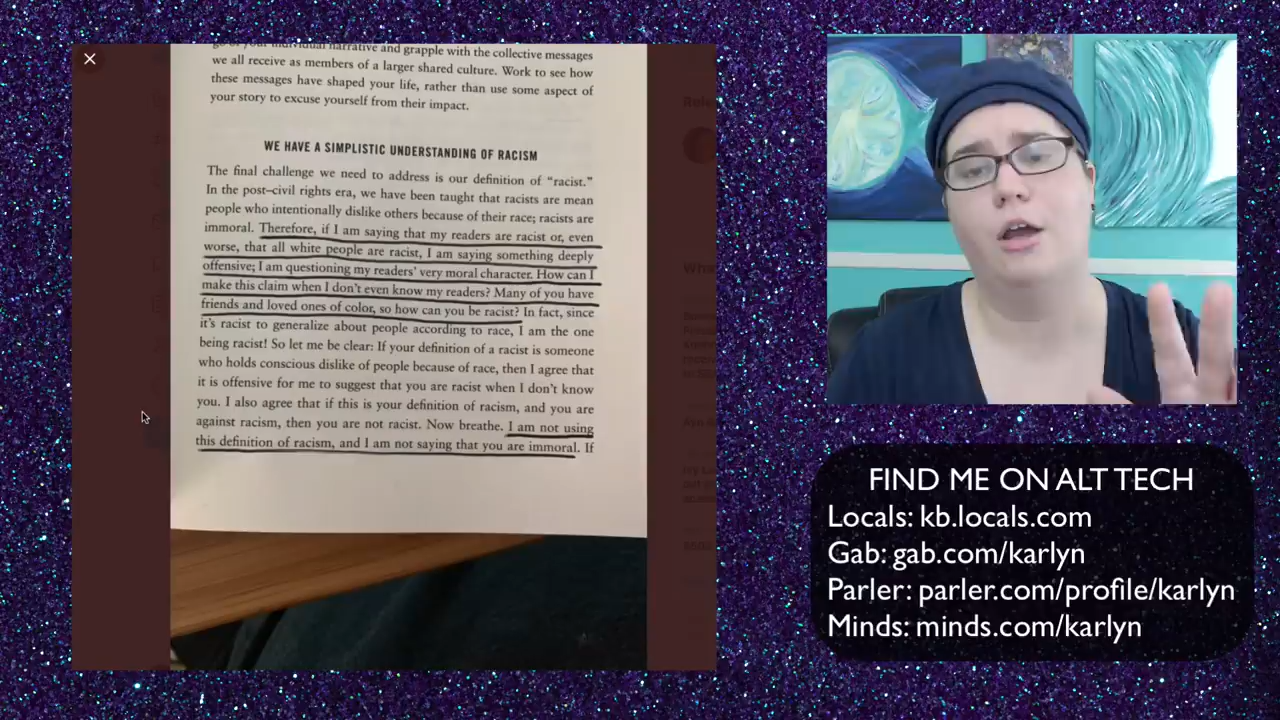 go of your individual narrative and grapple with the collective messages
we all receive as members of a larger shared culture. Work to see how
these messages have shaped your life, rather than use some aspect of
your story to excuse yourself from their impact.
WE HAVE A SIMPLISTIC UNDERSTANDING OF RACISM
The final challenge we need to address is our definition of “racist.”
In the post–civil rights era, we have been taught that racists are mean
people who intentionally dislike others because of their race; racists are
immoral. Therefore, if I am saying that my readers are racist or, even
worse, that all white people are racist, I am saying something deeply
offensive; I am questioning my readers’ very moral character. How can I
make this claim when I don’t even know my readers? Many of you have
friends and loved ones of color, so how can you be racist? In fact, since
it’s racist to generalize about people according to race, I am the one
being racist! So let me be clear: If your definition of a racist is someone
who holds conscious dislike of people because of race, then I agree that
it is offensive for me to suggest that you are racist when I don’t know
you. I also agree that if this is your definition of racism, and you are
against racism, then you are not racist. Now breathe. I am not using
this definition of racism, and I am not saying that you are immoral. If
FIND ME ON ALT TECH
Locals: kb.locals.com
Gab: gab.com/karlyn
Parler: parler.com/profile/karlyn
Minds: minds.com/karlyn